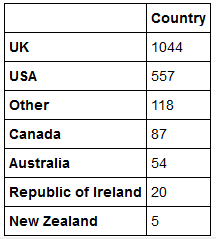 Country
UK 1044
USA 557
Other 118
Canada 87
Australia 54
Republic of Ireland 20
New Zealand 5